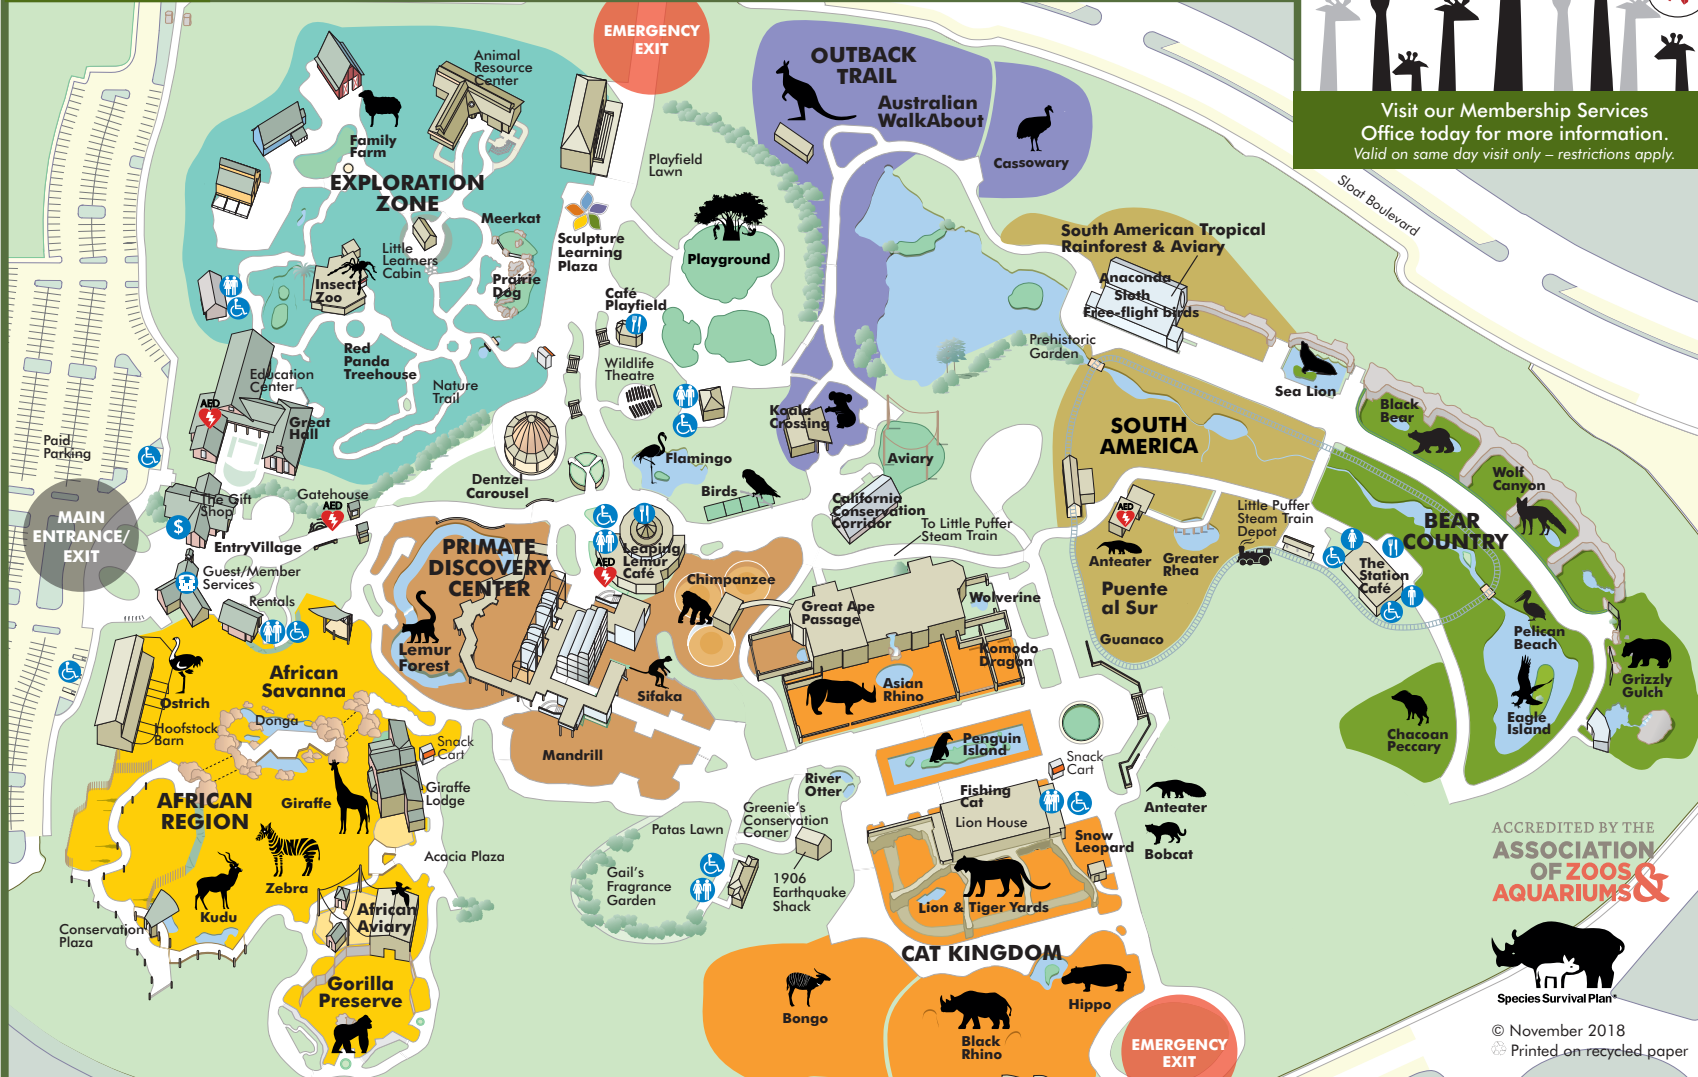 EMERGENCY
EXIT
Visit our Membership Services
Office today for more information.
Valid on same day visit only – restrictions apply.
Sloat Boulevard
OUTBACK
TRAIL
Australian
WalkAbout
Cassowary
Animal
Resource
Center
Family
Farm
EXPLORATION
ZONE
Playfield
Lawn
Playground
Meerkat
Sculpture
Learning
Plaza
Little
Learners
Cabin
Insect
Zoo
Prairie
Dog
Café
Playfield
South American Tropical
Rainforest & Aviary
Anaconda
Sloth
Free-flight birds
Prehistoric
Garden
Sea Lion
Red
Panda
Treehouse
Nature
Trail
Education
Center
AED
Great
Hall
Wildlife
Theatre
Koala
Crossing
Black
Bear
Wolf
Canyon
SOUTH
AMERICA
Paid
Parking
Flamingo
Birds
Aviary
Dentzel
Carousel
MAIN
ENTRANCE/
EXIT
The Gift
Shop
$
Gatehouse
AED
EntryVillage
Guest/Member
Services
Rentals
California
Conservation
Corridor
To Little Puffer
Steam Train
AED
Anteater
Greater
Rhea
Puente
al Sur
Guanaco
Little Puffer
Steam Train
Depot
BEAR
COUNTRY
The
Station
Café
Pelican
Beach
Eagle
Island
Grizzly
Gulch
Chacoan
Peccary
PRIMATE
DISCOVERY
CENTER
Leaping
Lemur
Café
AED
Chimpanzee
Lemur
Forest
Sifaka
Mandrill
Great Ape
Passage
Wolverine
Komodo
Dragon
Asian
Rhino
Penguin
Island
Snack
Cart
African
Savanna
Ostrich
Hoofstock
Barn
Donga
Snack
Cart
Giraffe
Lodge
Giraffe
AFRICAN
REGION
Zebra
Kudu
Acacia Plaza
African
Aviary
Conservation
Plaza
Gorilla
Preserve
River
Otter
Greenie's
Conservation
Corner
Patas Lawn
Gail's
Fragrance
Garden
1906
Earthquake
Shack
Fishing
Cat
Lion House
Snow
Leopard
Lion & Tiger Yards
Anteater
Bobcat
CAT KINGDOM
Bongo
Black
Rhino
Hippo
EMERGENCY
EXIT
ACCREDITED BY THE
ASSOCIATION
OF ZOOS &
AQUARIUMS
Species Survival Plan®
© November 2018
Printed on recycled paper